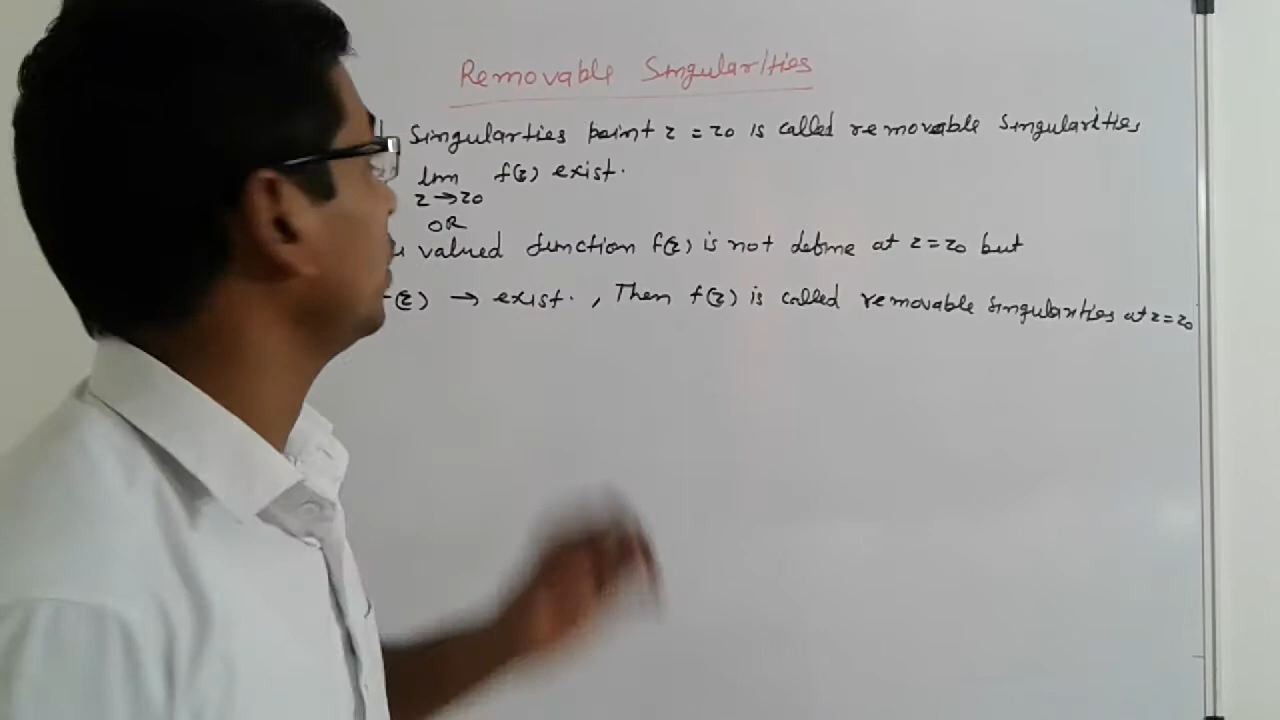 Removable Singularities
Singularties point z = z0 is called removable Singularities
lim f(z) exist.
z → z0
OR
valued function f(z) is not define at z = z0 but
(z) → exist. , Then f(z) is called removable singularities at z = z0